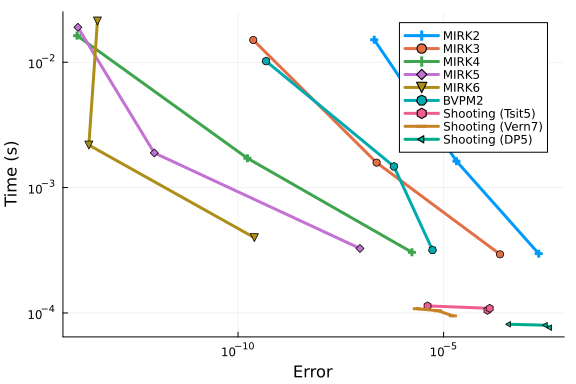 10⁻²
10⁻³
10⁻⁴
Time (s)
MIRK2
MIRK3
MIRK4
MIRK5
MIRK6
BVPM2
Shooting (Tsit5)
Shooting (Vern7)
Shooting (DP5)
10⁻¹⁰
10⁻⁵
Error